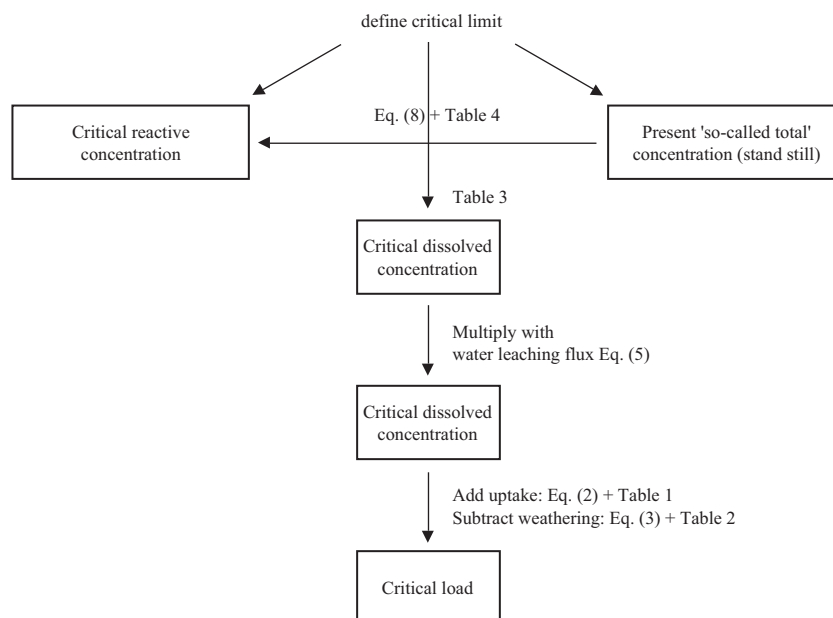 define critical limit
Critical reactive
concentration
Eq. (8) + Table 4
Present 'so-called total'
concentration (stand still)
Table 3
Critical dissolved
concentration
Multiply with
water leaching flux Eq. (5)
Critical dissolved
concentration
Add uptake: Eq. (2) + Table 1
Subtract weathering: Eq. (3) + Table 2
Critical load